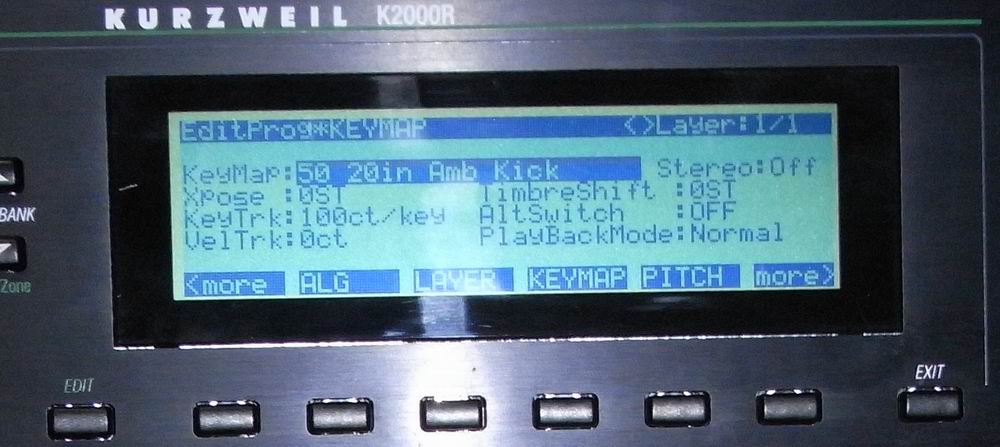 KURZWEIL K2000R
EditProg*KEYMAP <>Layer:1/1
KeyMap:50 20in Amb Kick Stereo:Off
Xpose :0ST TimbreShift :0ST
KeyTrk:100ct/key AltSwitch :OFF
VelTrk:0ct PlayBackMode:Normal
<more ALG LAYER KEYMAP PITCH more>
BANK
Zone
EDIT
EXIT